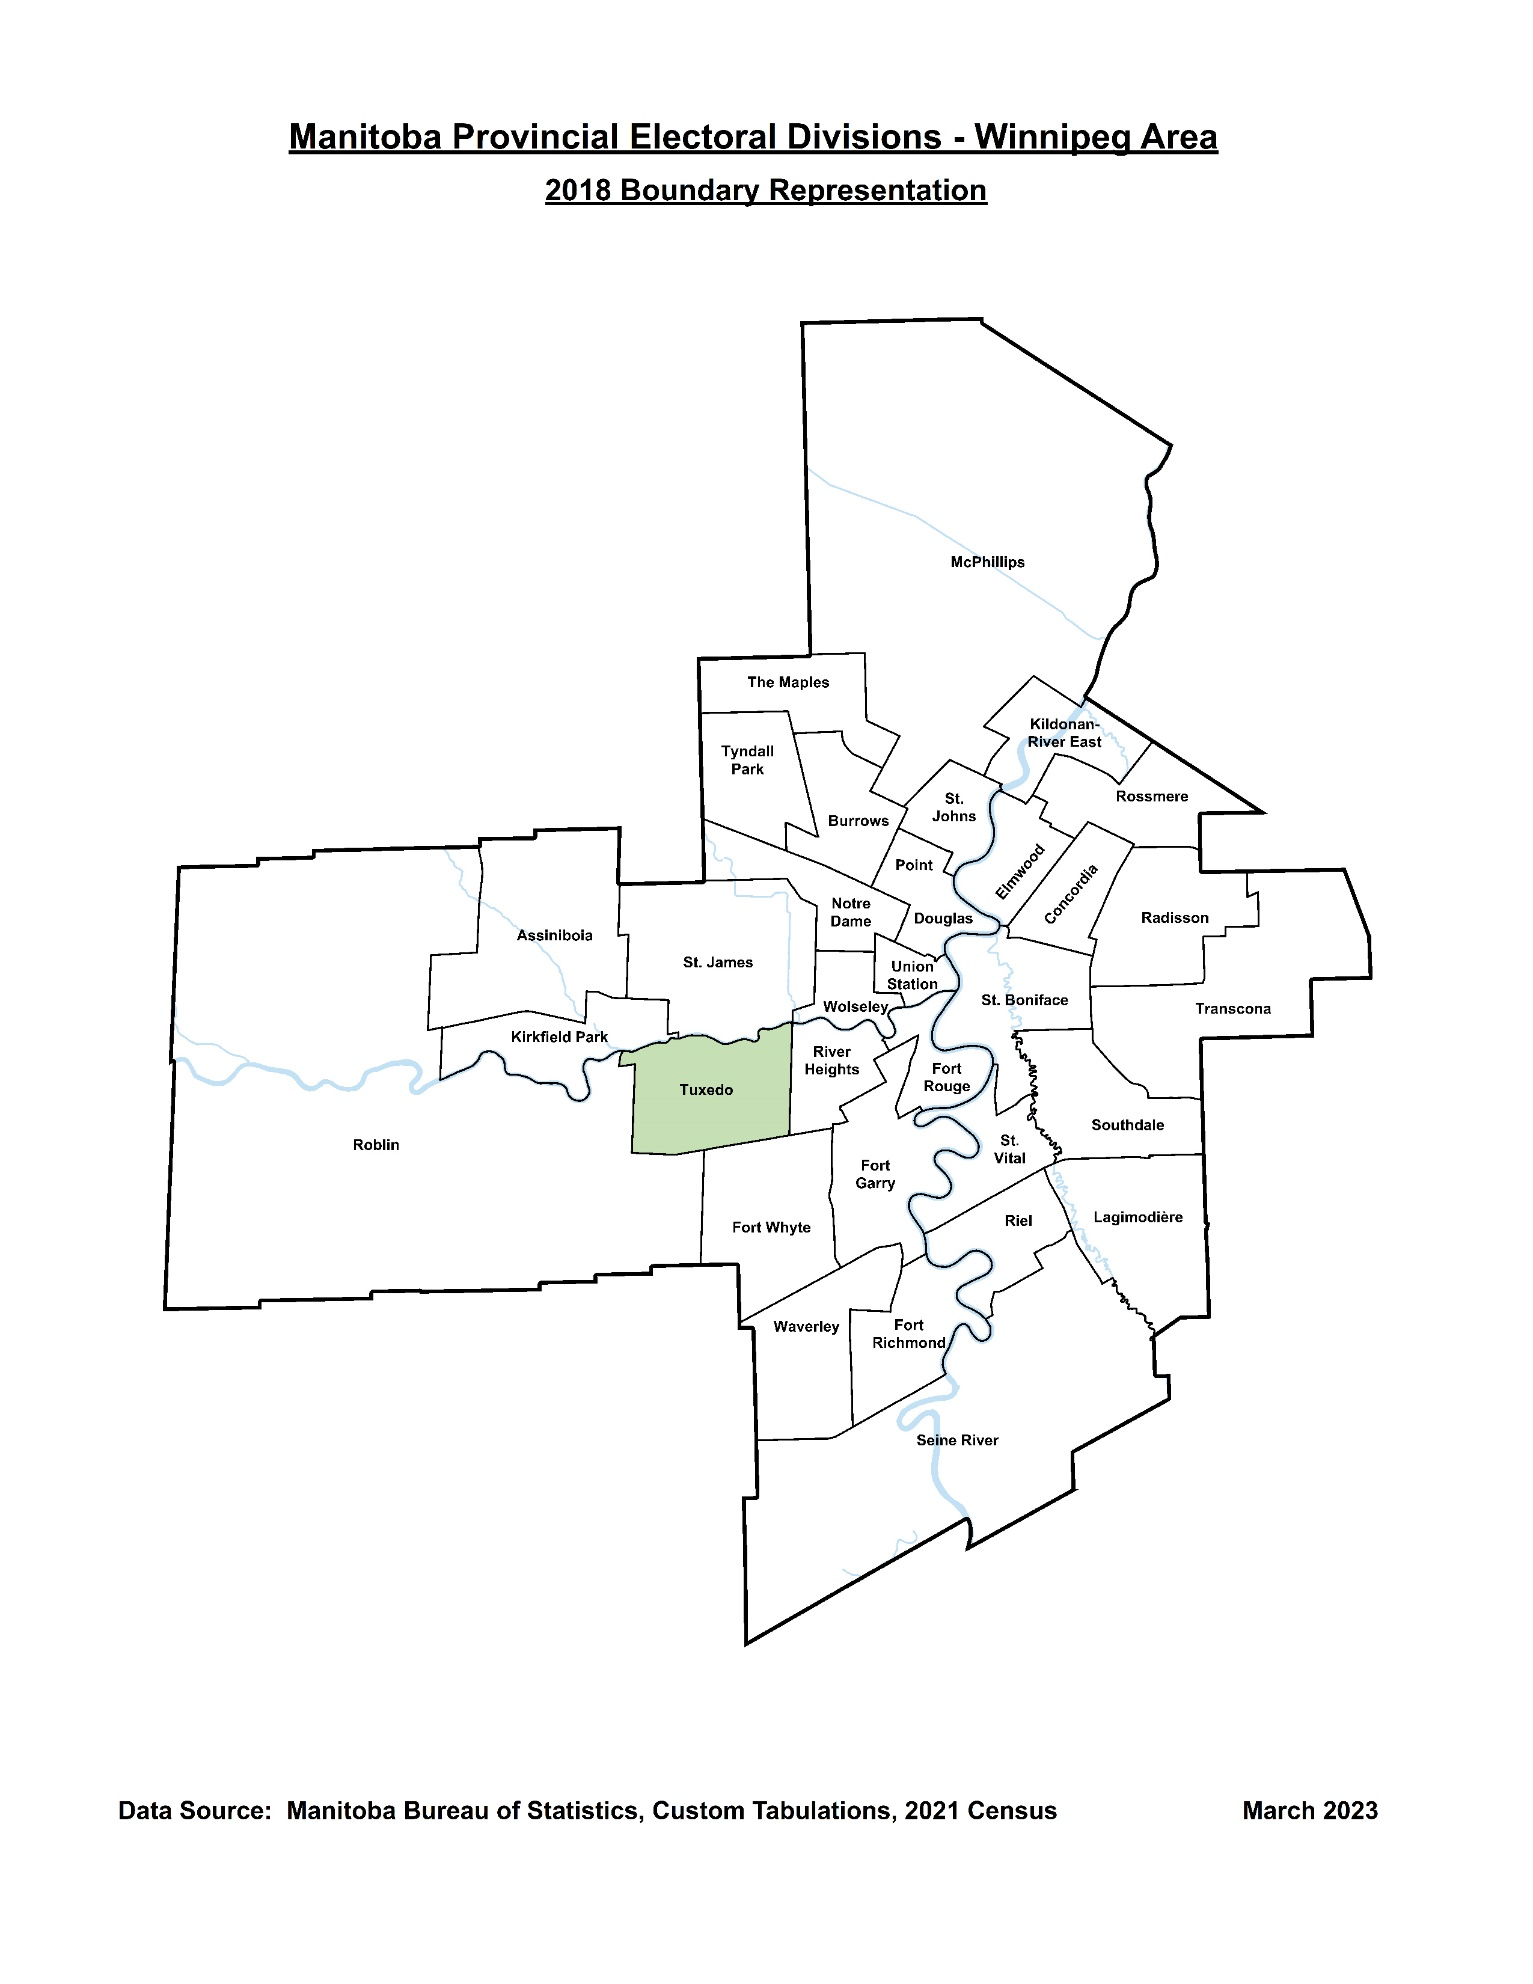 Manitoba Provincial Electoral Divisions - Winnipeg Area
2018 Boundary Representation
McPhillips
The Maples
Kildonan-
River East
Tyndall
Park
Rossmere
St.
Johns
Burrows
Point
Elmwood
Concordia
Notre
Dame
Douglas
Radisson
Assiniboia
St. James
Union
Station
St. Boniface
Wolseley
Transcona
Kirkfield Park
River
Heights
Fort
Rouge
Tuxedo
Southdale
Roblin
St.
Vital
Fort
Garry
Riel
Lagimodière
Fort Whyte
Waverley
Fort
Richmond
Seine River
Data Source:  Manitoba Bureau of Statistics, Custom Tabulations, 2021 Census
March 2023